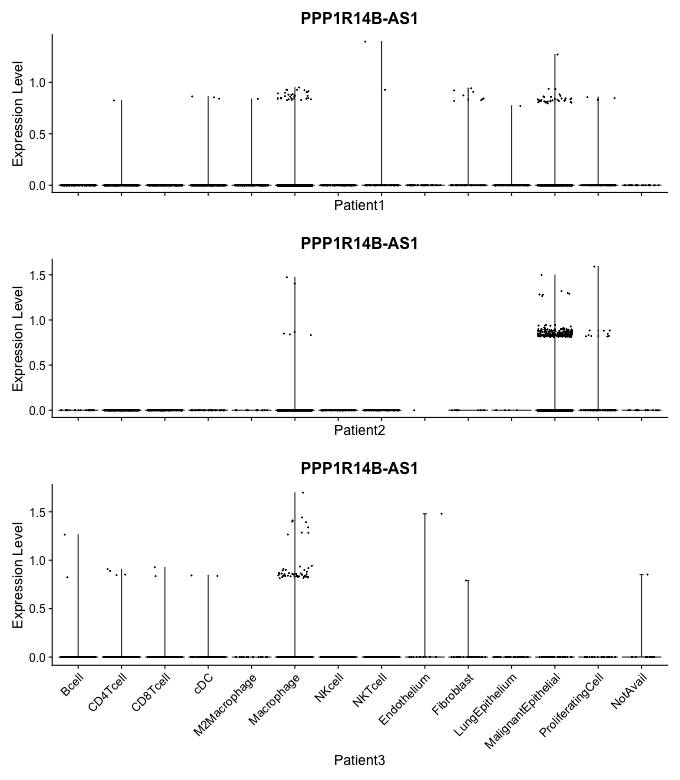 PPP1R14B-AS1
Expression Level
1.0
0.5
0.0
Patient1
PPP1R14B-AS1
Expression Level
1.5
1.0
0.5
0.0
Patient2
PPP1R14B-AS1
Expression Level
1.5
1.0
0.5
0.0
Bcell
CD4Tcell
CD8Tcell
cDC
M2Macrophage
Macrophage
NKcell
NKTcell
Endothelium
Fibroblast
LungEpithelium
MalignantEpithelial
ProliferatingCell
NotAvail
Patient3